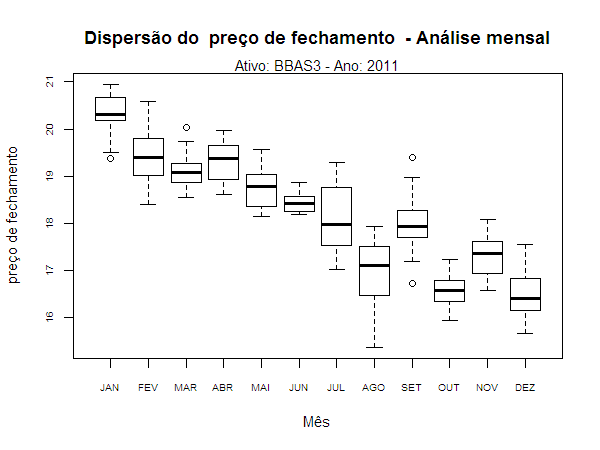 Dispersão do preço de fechamento - Análise mensal
Ativo: BBAS3 - Ano: 2011
preço de fechamento
21
20
19
18
17
16
JAN FEV MAR ABR MAI JUN JUL AGO SET OUT NOV DEZ
Mês